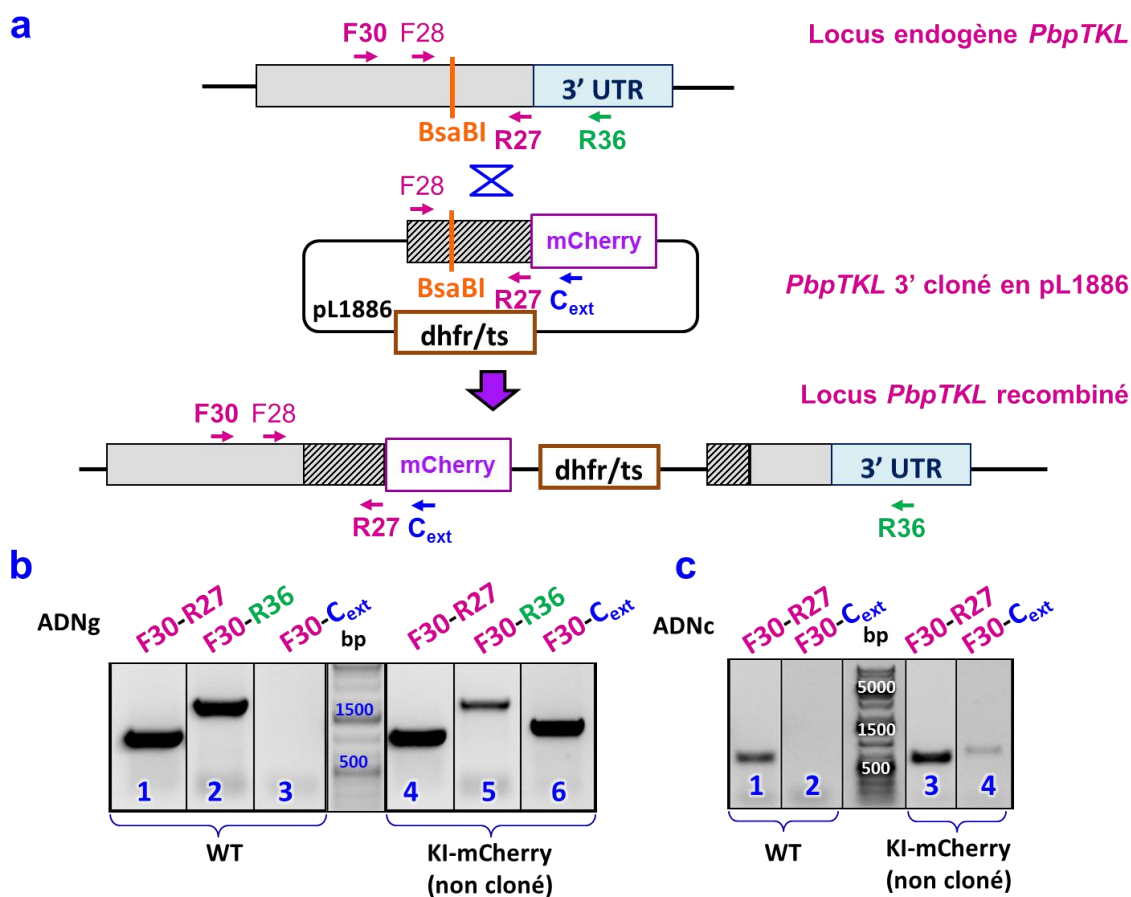 a
F30 F28
Locus endogène PbpTKL
3' UTR
BsaBI
R27
R36
F28
mCherry
BsaBI
R27
Cext
PbpTKL 3' cloné en pL1886
pL1886
dhfr/ts
Locus PbpTKL recombiné
F30 F28
mCherry
dhfr/ts
3' UTR
R27
Cext
R36
b
ADNg
F30-R27
F30-R36
F30-Cext
bp
F30-R27
F30-R36
F30-Cext
1500
500
1 2 3 4 5 6
WT
KI-mCherry
(non cloné)
c
ADNc
F30-R27
F30-Cext
bp
F30-R27
F30-Cext
5000
1500
500
1 2 3 4
WT
KI-mCherry
(non cloné)